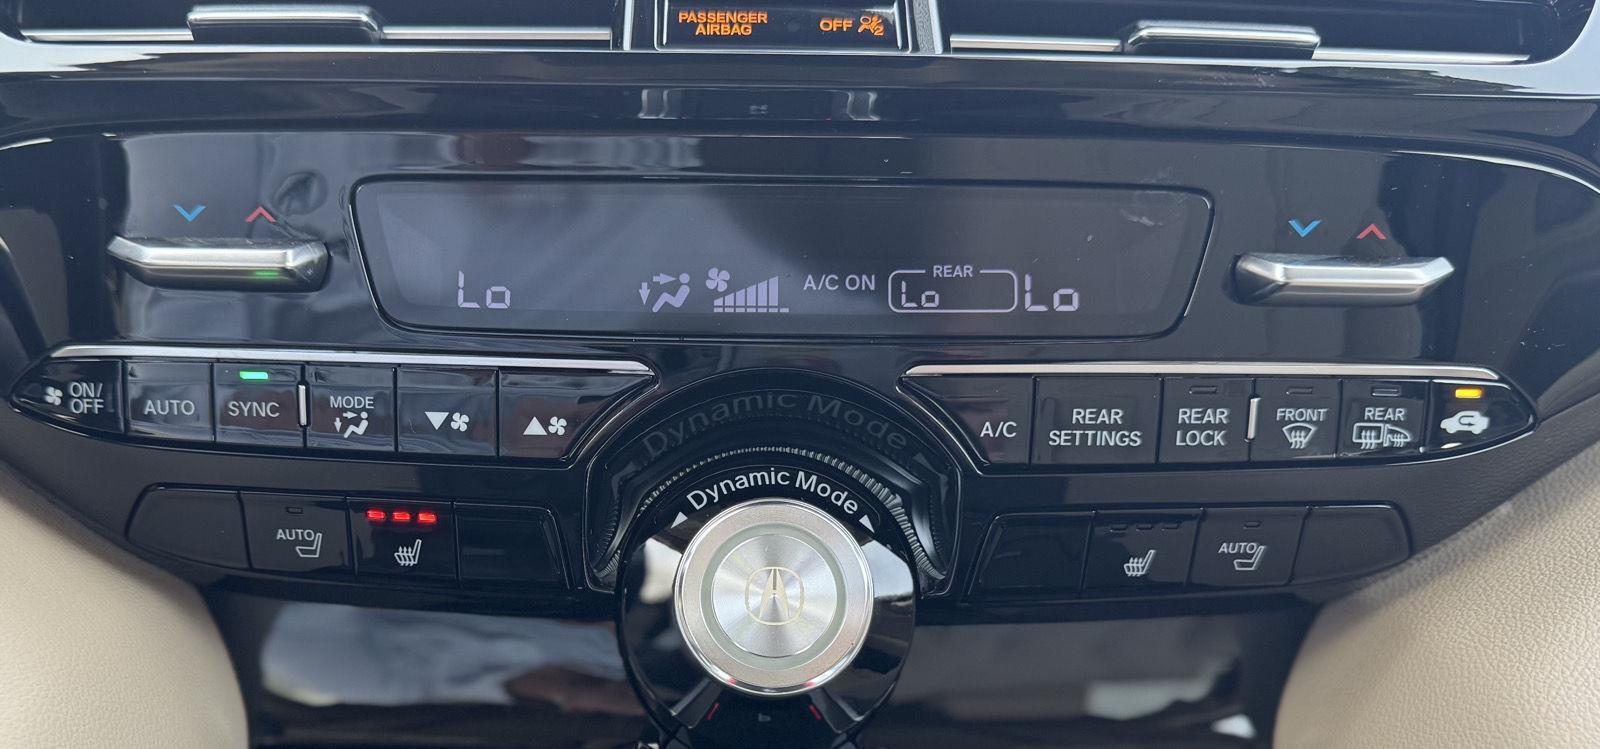 PASSENGER
AIRBAG
OFF
2
Lo
A/C ON
REAR
Lo
Lo
ON/
OFF
AUTO
SYNC
MODE
A/C
REAR
SETTINGS
REAR
LOCK
FRONT
REAR
Dynamic Mode
Dynamic Mode
AUTO
AUTO